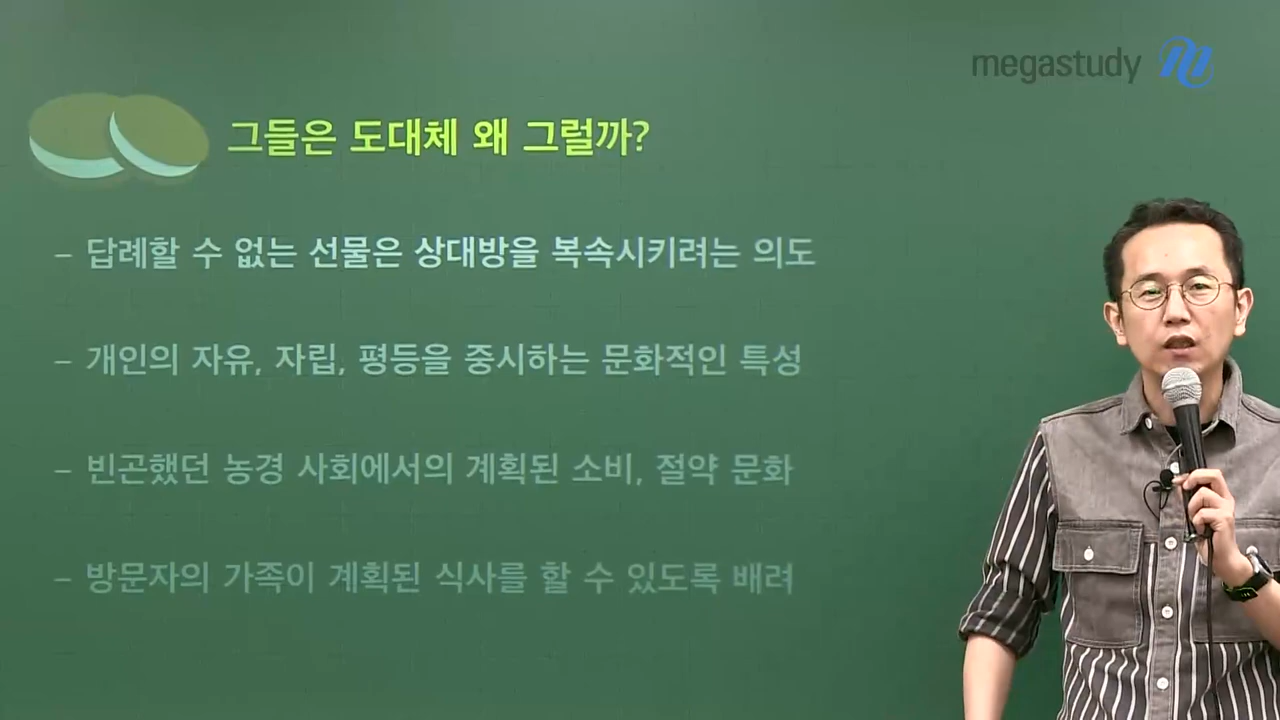 megastudy
그들은 도대체 왜 그럴까?
– 답례할 수 없는 선물은 상대방을 복속시키려는 의도
– 개인의 자유, 자립, 평등을 중시하는 문화적인 특성
– 빈곤했던 농경 사회에서의 계획된 소비, 절약 문화
– 방문자의 가족이 계획된 식사를 할 수 있도록 배려